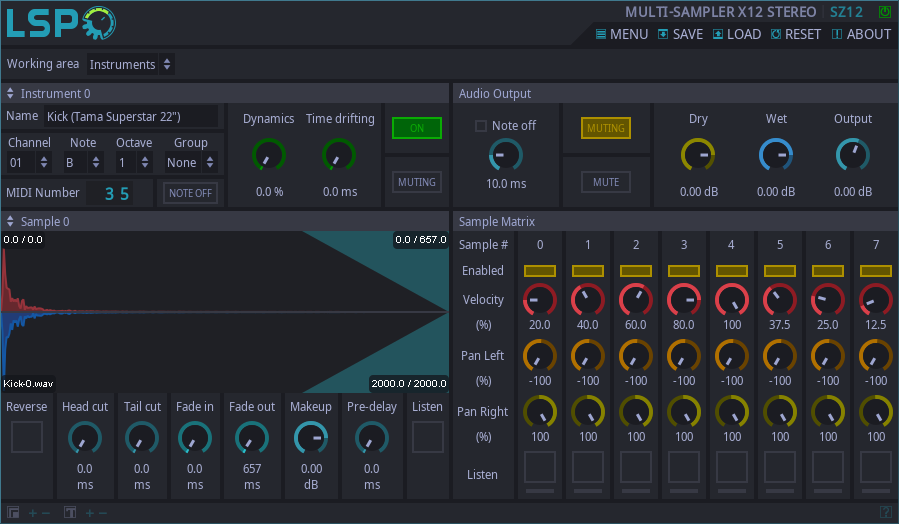 LSP
MULTI-SAMPLER X12 STEREO SZ12
MENU SAVE LOAD RESET ABOUT
Working area Instruments
Instrument 0
Name Kick (Tama Superstar 22")
Channel Note Octave Group
01 B 1 None
MIDI Number 35 NOTE OFF
Dynamics Time drifting
0.0 % 0.0 ms
ON
MUTING
Audio Output
Note off
10.0 ms
MUTING
MUTE
Dry Wet Output
0.00 dB 0.00 dB 0.00 dB
Sample 0
0.0 / 0.0 0.0 / 657.0
Kick-0.wav 2000.0 / 2000.0
Reverse Head cut Tail cut Fade in Fade out Makeup Pre-delay Listen
0.0 0.0 0.0 657 0.00 0.0
ms ms ms ms dB ms
Sample Matrix
Sample # 0 1 2 3 4 5 6 7
Enabled
Velocity
(%) 20.0 40.0 60.0 80.0 100 37.5 25.0 12.5
Pan Left
(%) -100 -100 -100 -100 -100 -100 -100 -100
Pan Right
(%) 100 100 100 100 100 100 100 100
Listen